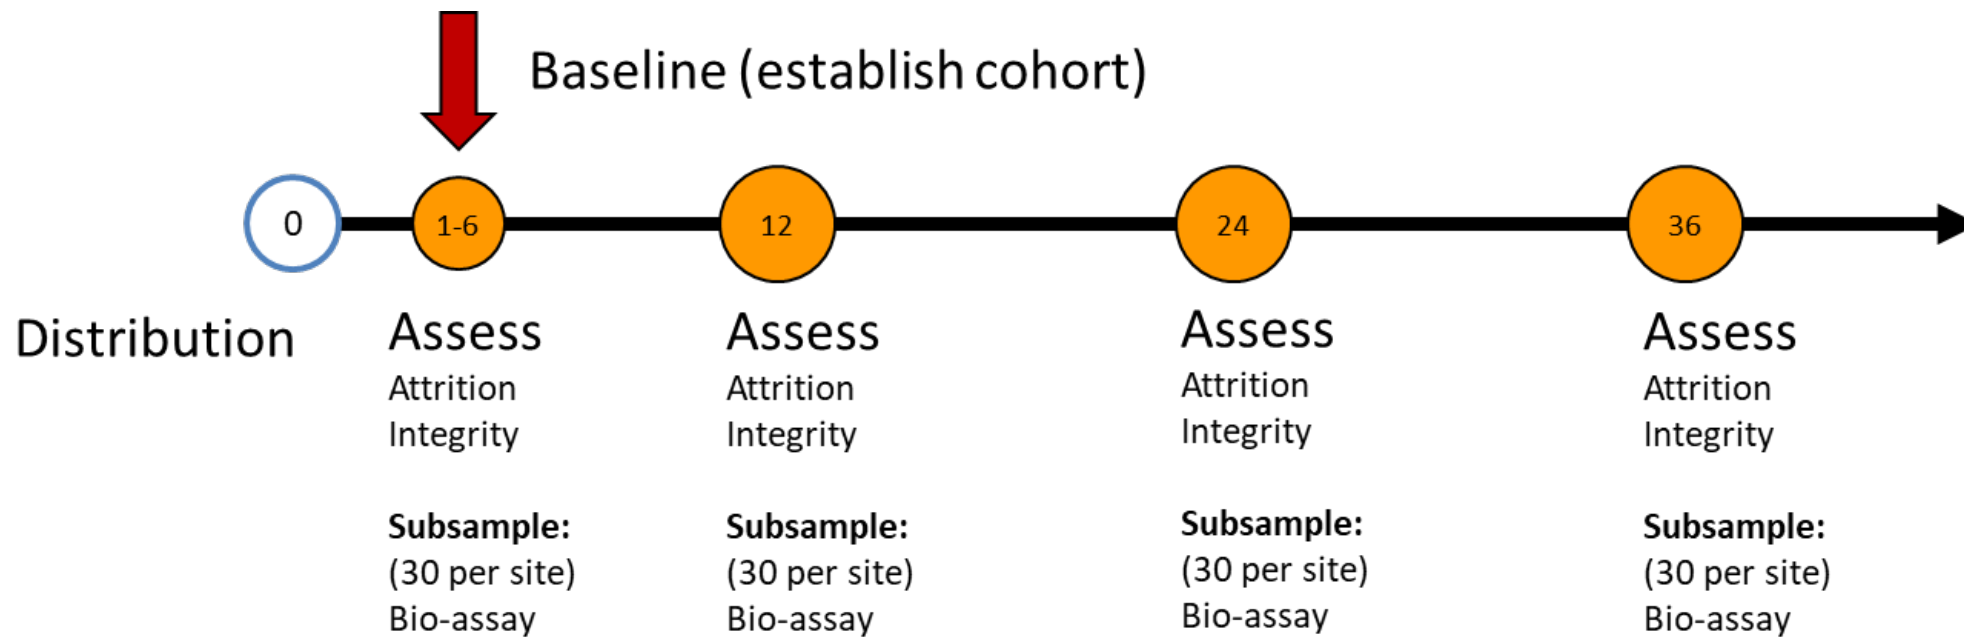 Baseline (establish cohort)
0
1-6
12
24
36
Distribution
Assess
Attrition
Integrity
Subsample:
(30 per site)
Bio-assay
Assess
Attrition
Integrity
Subsample:
(30 per site)
Bio-assay
Assess
Attrition
Integrity
Subsample:
(30 per site)
Bio-assay
Assess
Attrition
Integrity
Subsample:
(30 per site)
Bio-assay